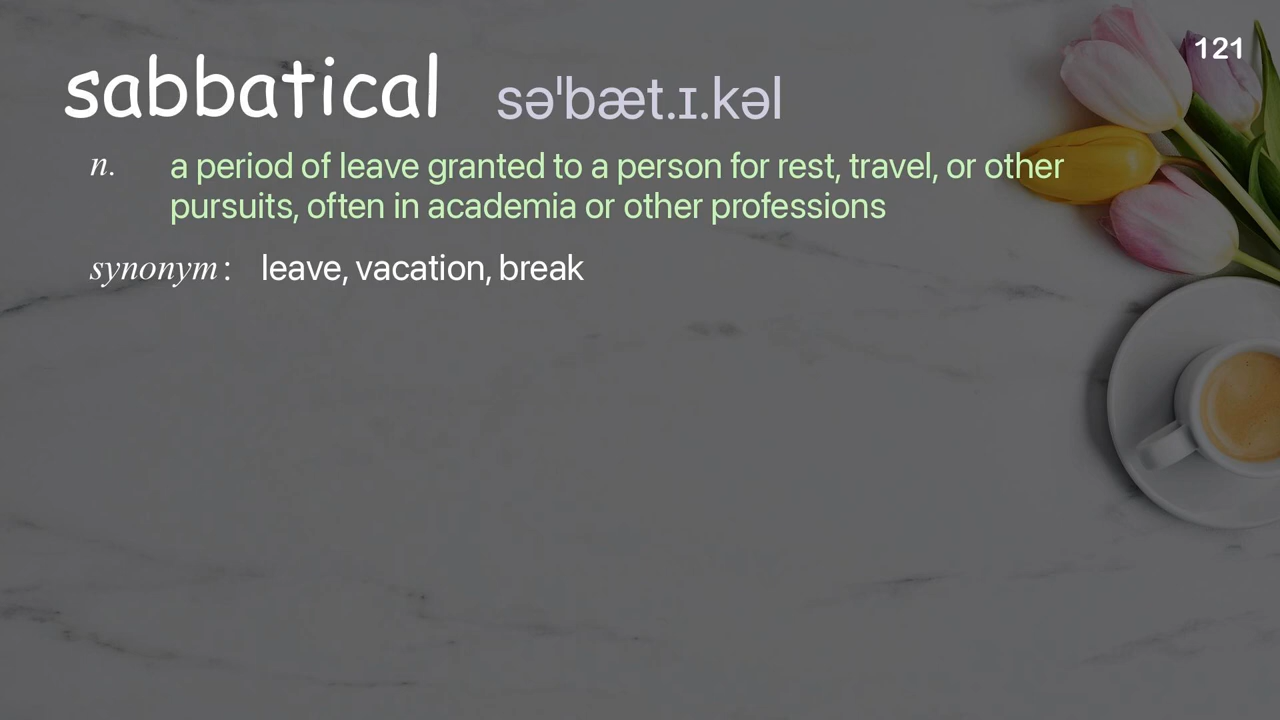 121
sabbatical səˈbæt.ɪ.kəl
n. a period of leave granted to a person for rest, travel, or other
pursuits, often in academia or other professions
synonym: leave, vacation, break